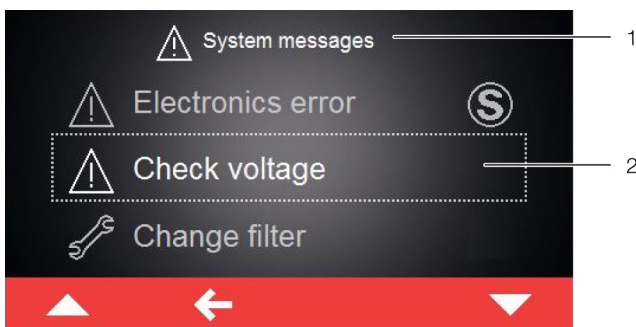 System messages 1
Electronics error S
Check voltage 2
Change filter